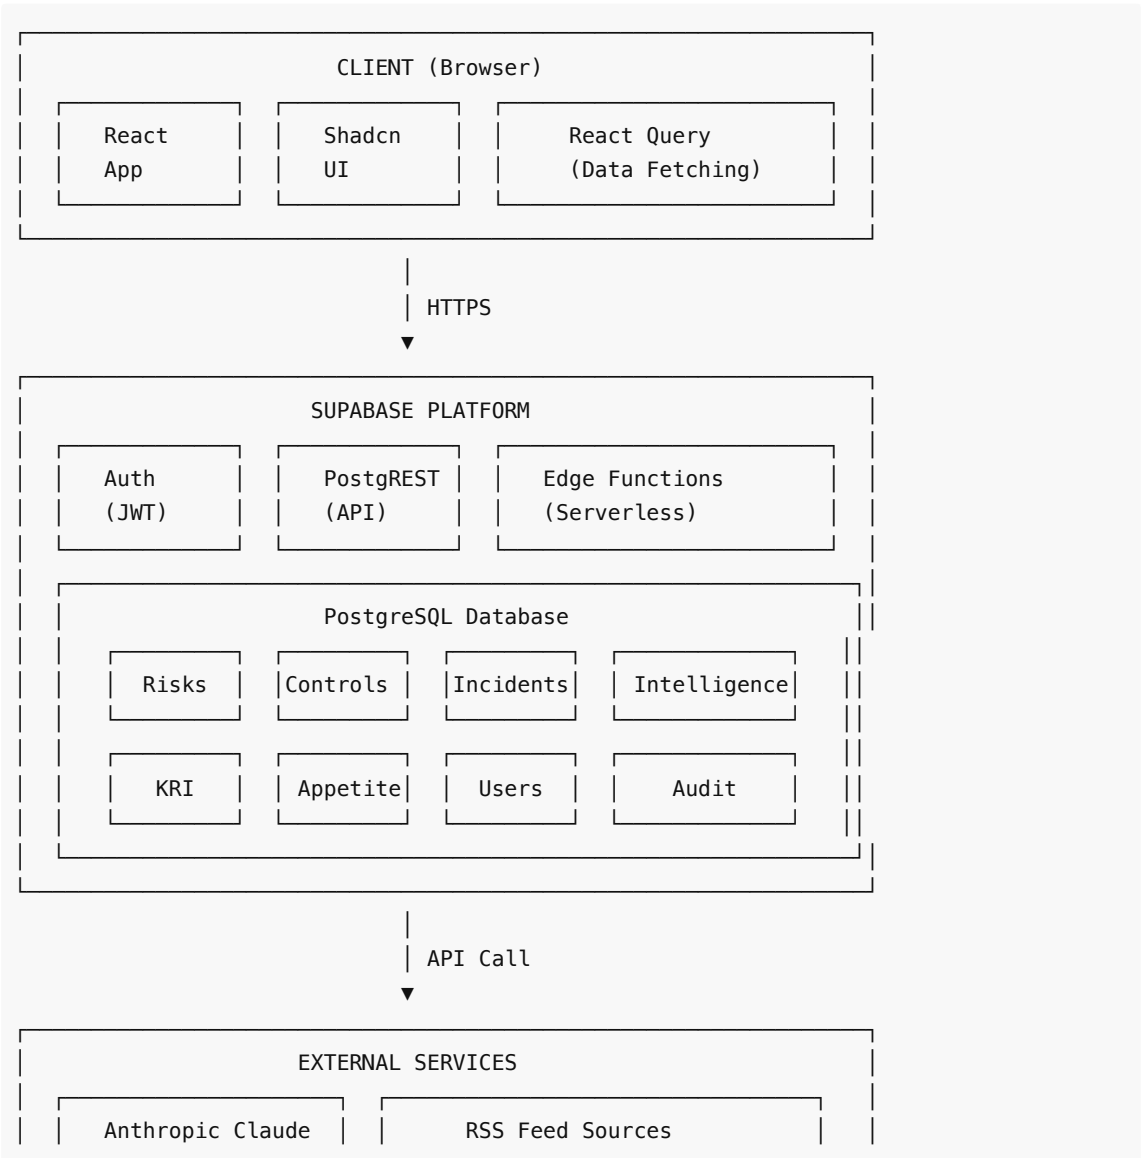 CLIENT (Browser)
React Shadcn React Query
App UI (Data Fetching)
HTTPS
▼
SUPABASE PLATFORM
Auth PostgREST Edge Functions
(JWT) (API) (Serverless)
PostgreSQL Database
Risks Controls Incidents Intelligence
KRI Appetite Users Audit
API Call
▼
EXTERNAL SERVICES
Anthropic Claude RSS Feed Sources